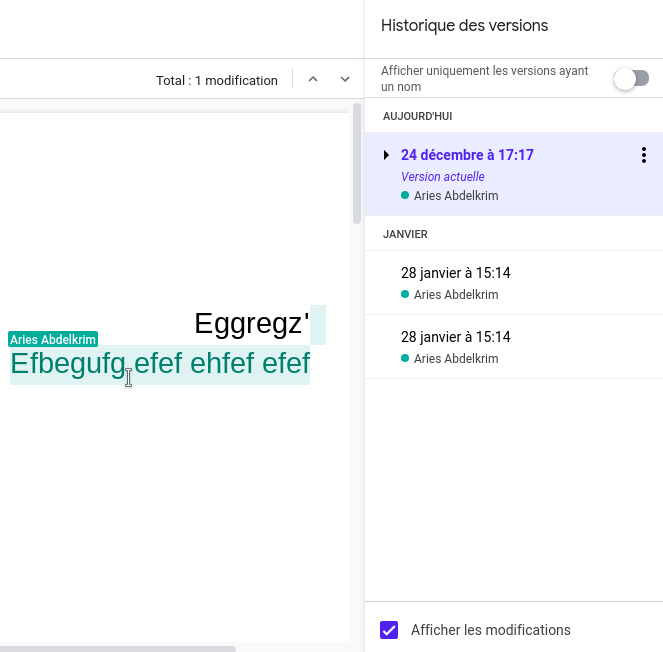 Historique des versions
Total : 1 modification
Afficher uniquement les versions ayant
un nom
AUJOURD'HUI
24 décembre à 17:17
Version actuelle
Aries Abdelkrim
JANVIER
28 janvier à 15:14
Aries Abdelkrim
28 janvier à 15:14
Aries Abdelkrim
Eggregz'
Aries Abdelkrim
Efbegufg efef ehfef efef
Afficher les modifications